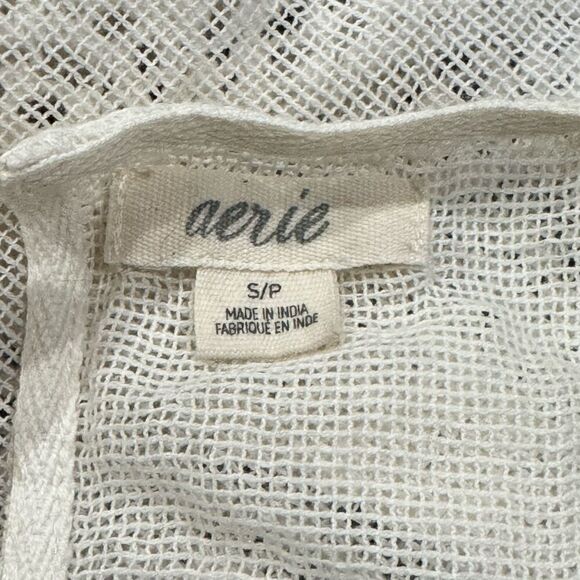 aerie
S/P
MADE IN INDIA
FABRIQUÉ EN INDE